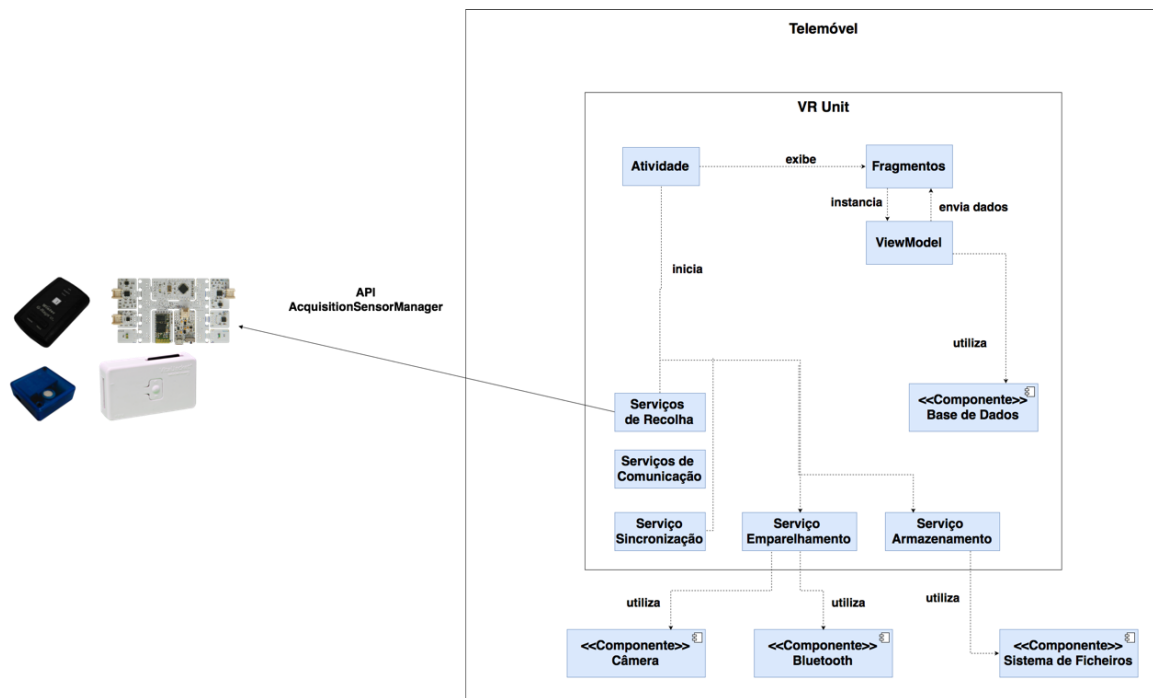 Telemóvel
VR Unit
Atividade
exibe
Fragmentos
instancia
envia dados
ViewModel
inicia
API
AcquisitionSensorManager
utiliza
<<Componente>>
Base de Dados
Serviços
de Recolha
Serviços de
Comunicação
Serviço
Sincronização
Serviço
Emparelhamento
Serviço
Armazenamento
utiliza
utiliza
utiliza
<<Componente>>
Câmera
<<Componente>>
Bluetooth
<<Componente>>
Sistema de Ficheiros